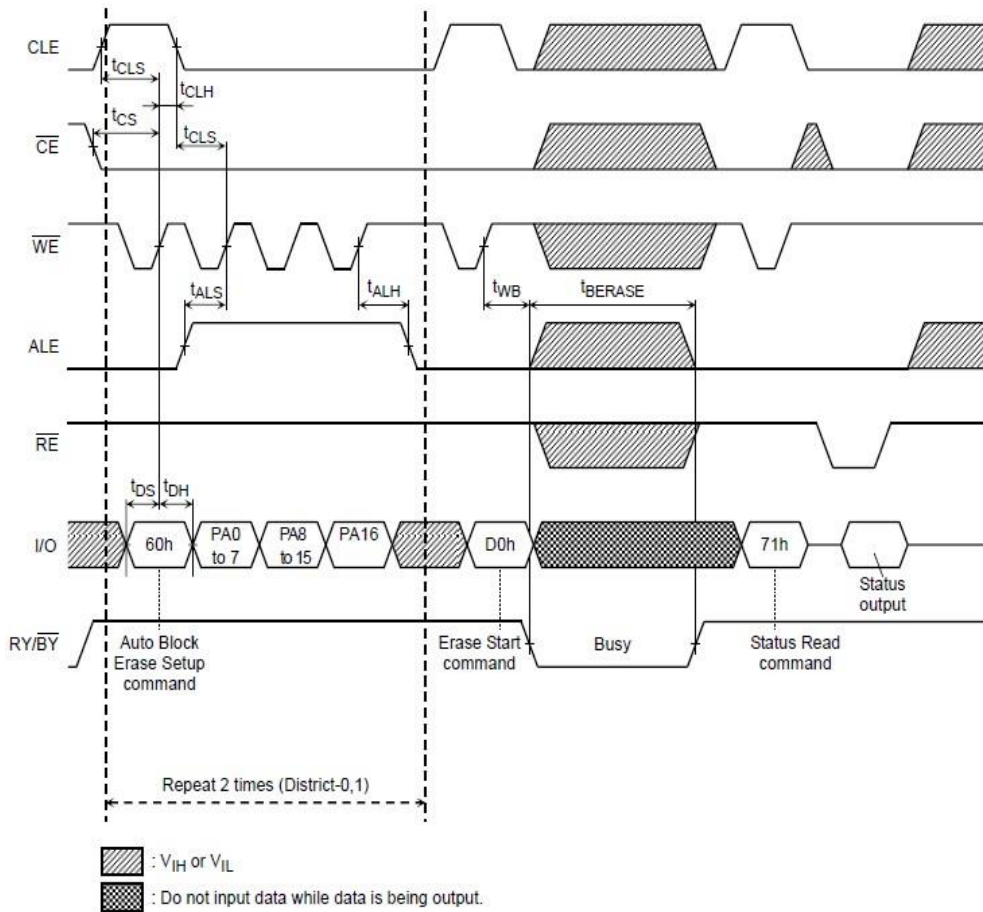 CLE
tCLS
tCLH
tCS
tCLS
CE
WE
tALS
tALH
tWB
tBERASE
ALE
RE
tDS
tDH
I/O
60h
PA0
to 7
PA8
to 15
PA16
D0h
71h
Status
output
RY/BY
Auto Block
Erase Setup
command
Erase Start
command
Busy
Status Read
command
Repeat 2 times (District-0,1)
: VIH or VIL
: Do not input data while data is being output.